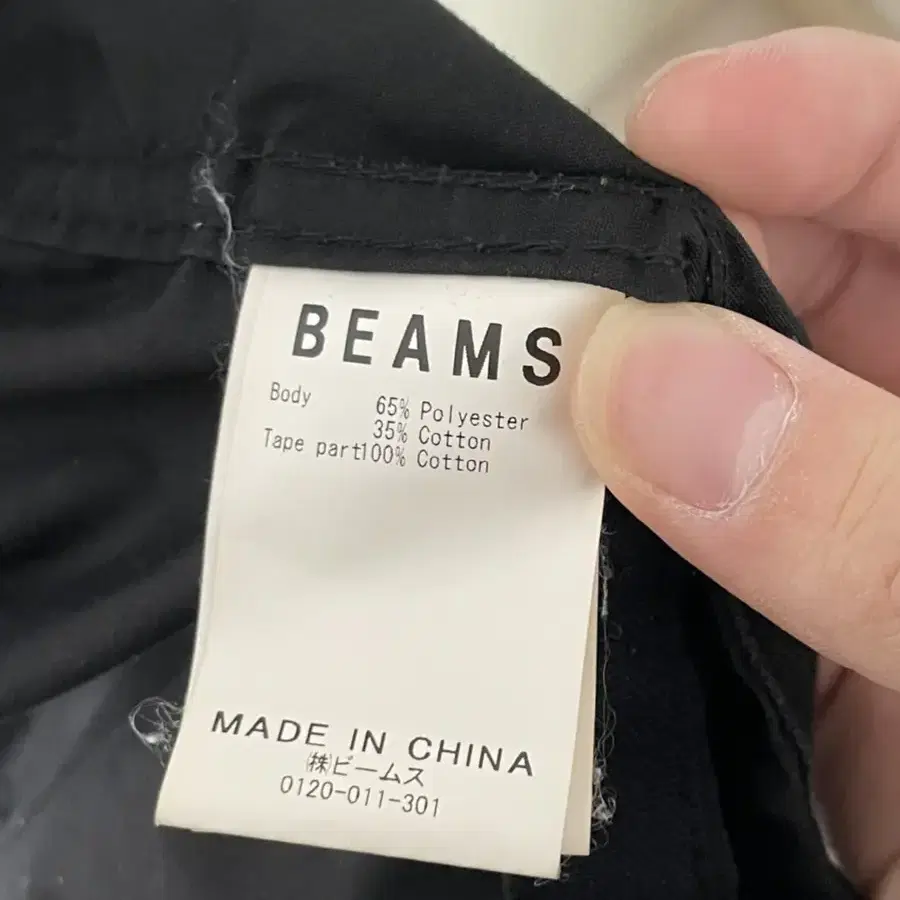 BEAMS
Body 65% Polyester
35% Cotton
Tape part100% Cotton
MADE IN CHINA
㈱ビームス
0120-011-301